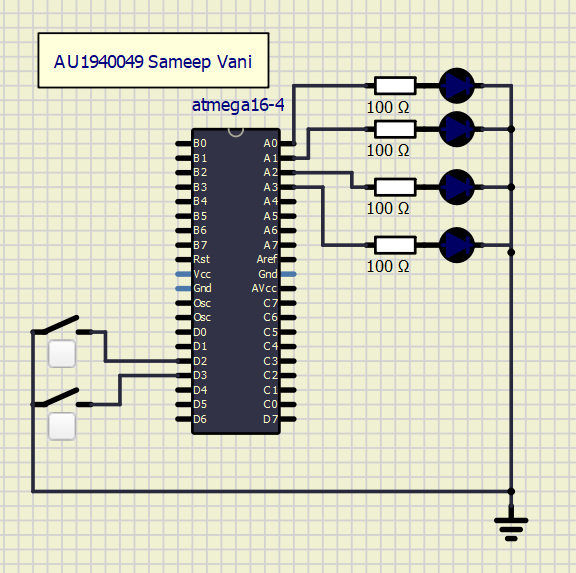 AU1940049 Sameep Vani
atmega16-4
100 Ω
100 Ω
100 Ω
100 Ω
B0 A0
B1 A1
B2 A2
B3 A3
B4 A4
B5 A5
B6 A6
B7 A7
Rst Aref
Vcc Gnd
Gnd AVcc
Osc C7
Osc C6
D0 C5
D1 C4
D2 C3
D3 C2
D4 C1
D5 C0
D6 D7